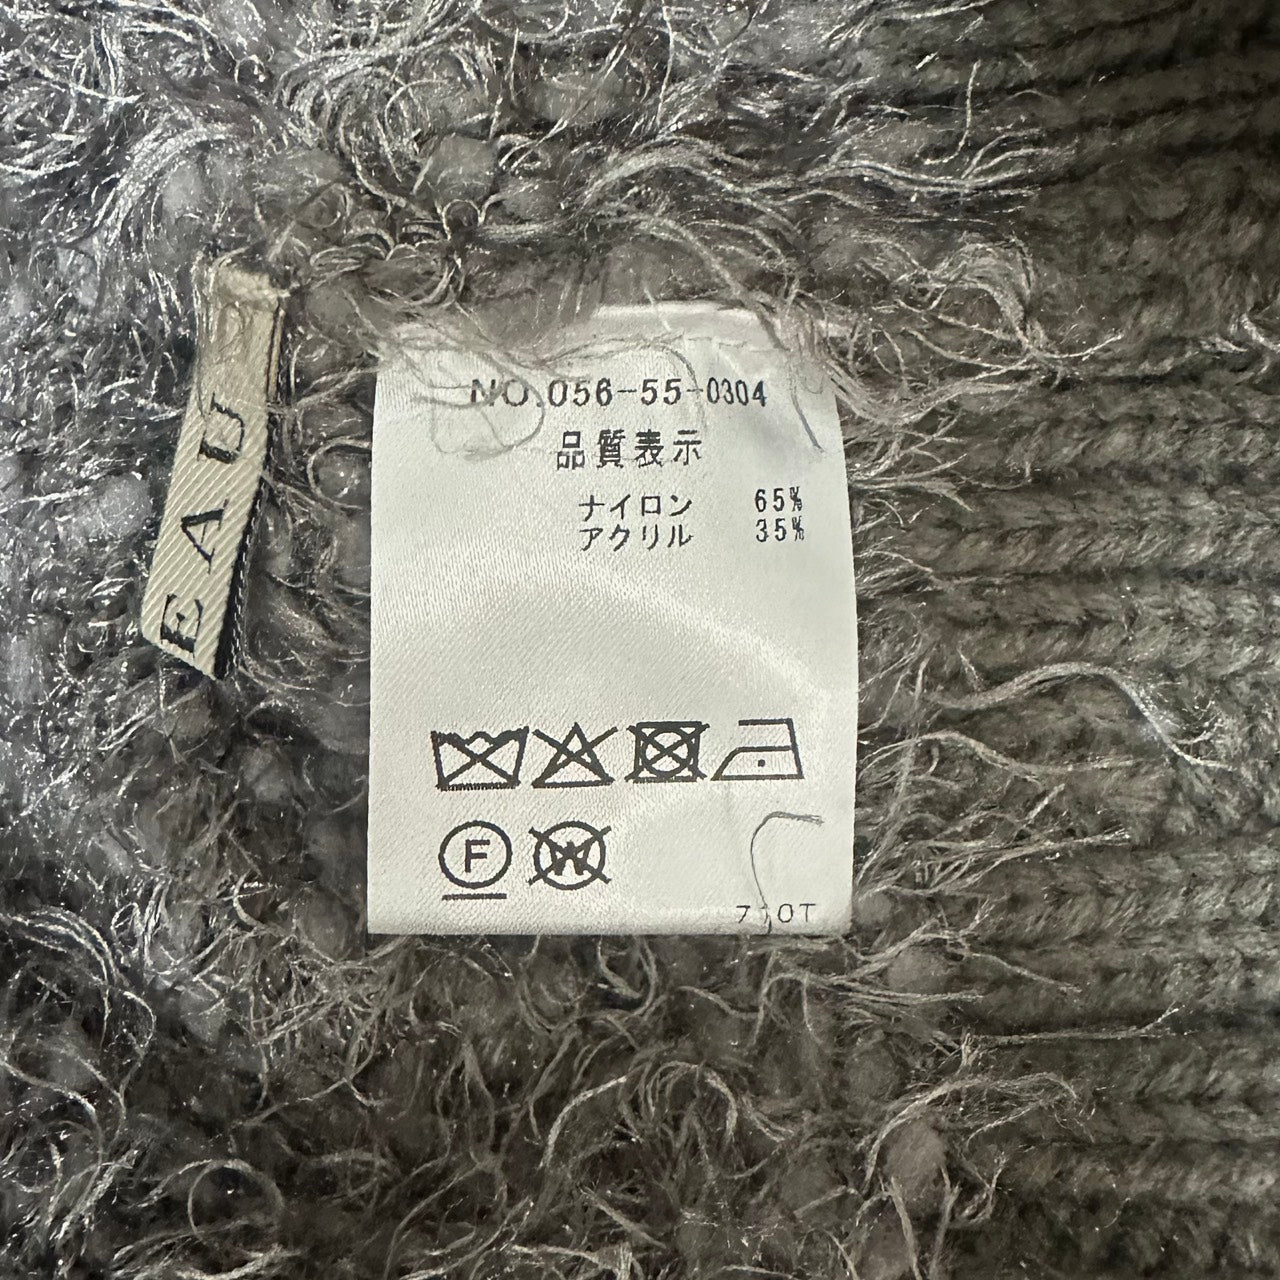 NO.056-55-0304
品質表示
ナイロン 65%
アクリル 35%
F
W
EAU